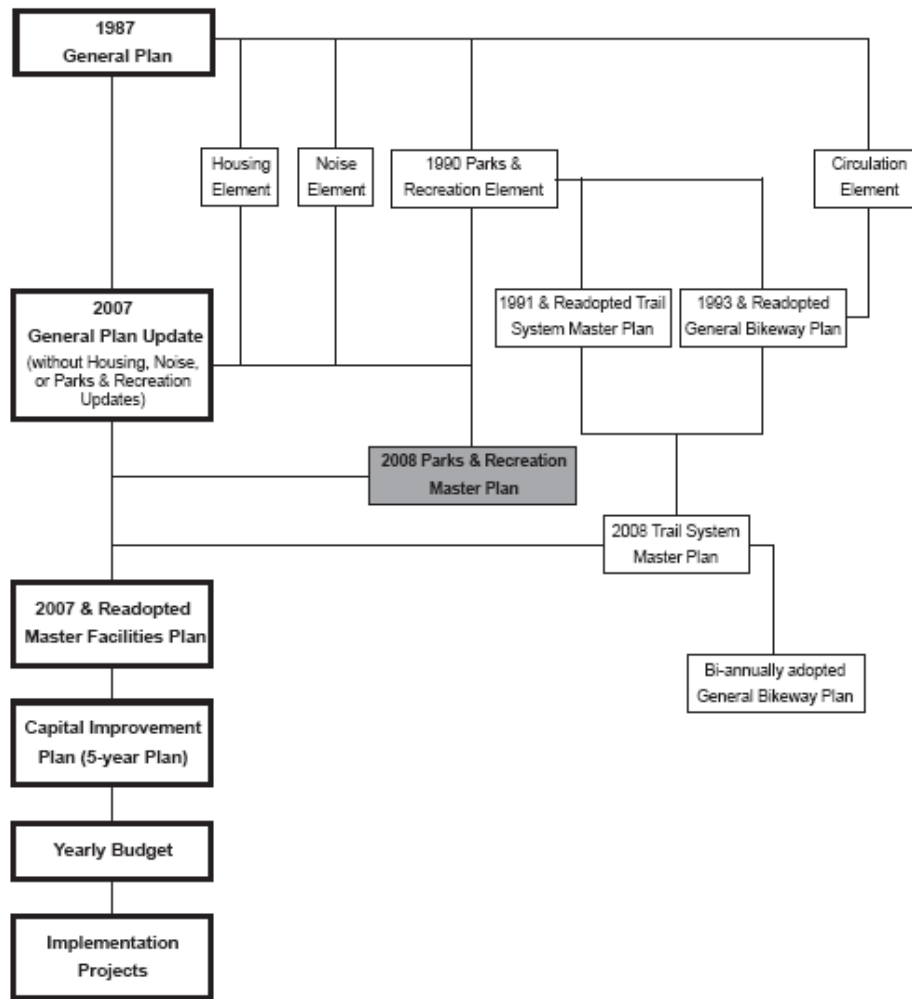 1987
General Plan
Housing
Element
Noise
Element
1990 Parks &
Recreation Element
Circulation
Element
2007
General Plan Update
(without Housing, Noise,
or Parks & Recreation
Updates)
1991 & Readopted Trail
System Master Plan
1993 & Readopted
General Bikeway Plan
2008 Parks & Recreation
Master Plan
2008 Trail System
Master Plan
2007 & Readopted
Master Facilities Plan
Bi-annually adopted
General Bikeway Plan
Capital Improvement
Plan (5-year Plan)
Yearly Budget
Implementation
Projects